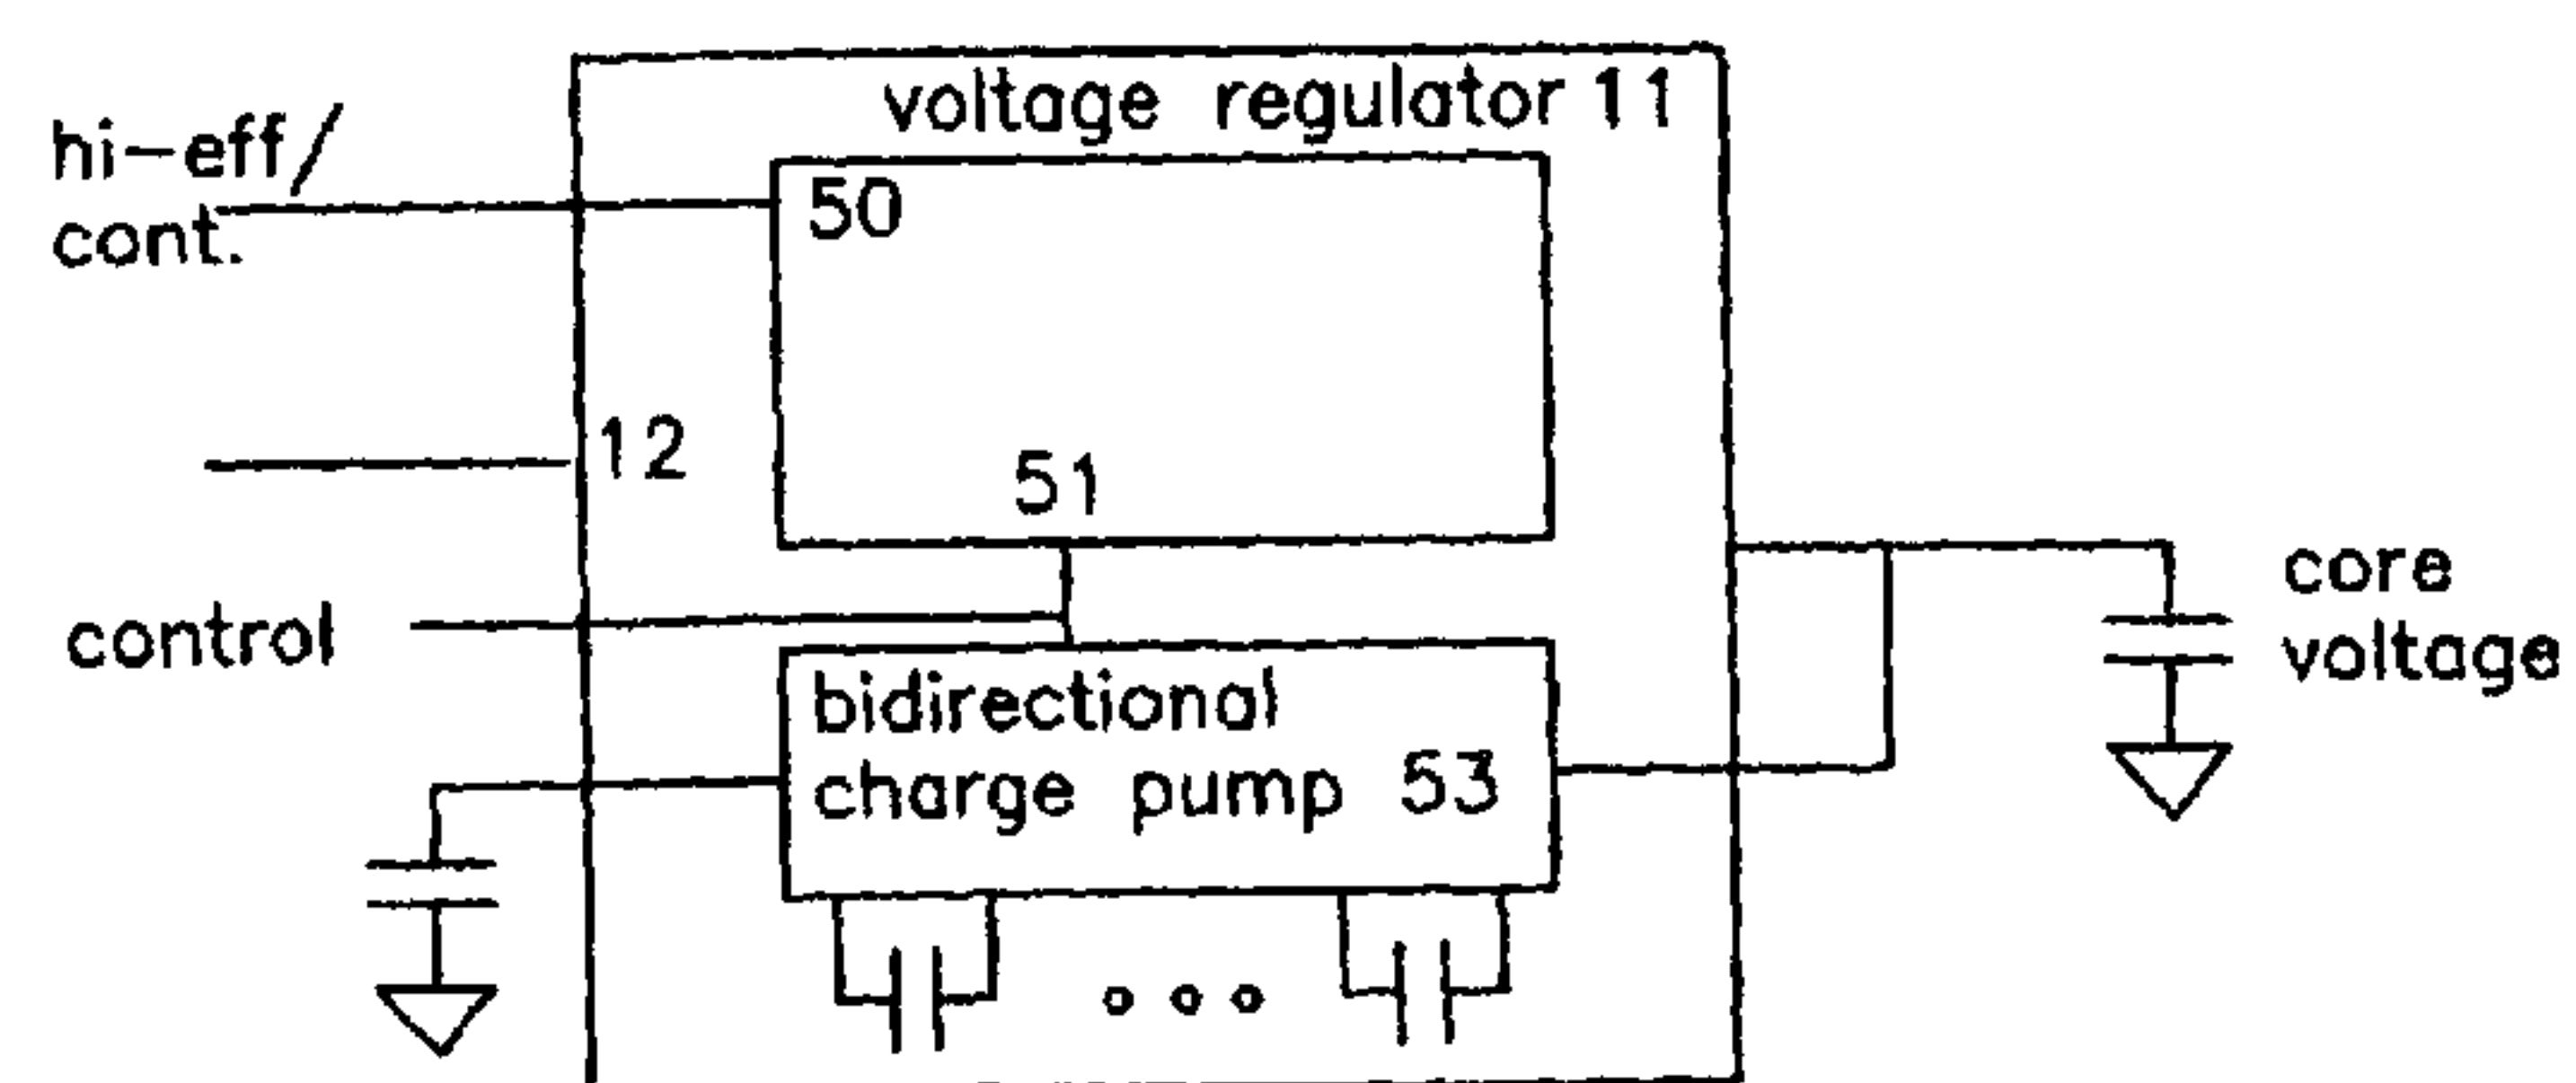 voltage regulator 11
hi-eff/
cont.
50
12
51
core
voltage
control
bidirectional
charge pump 53